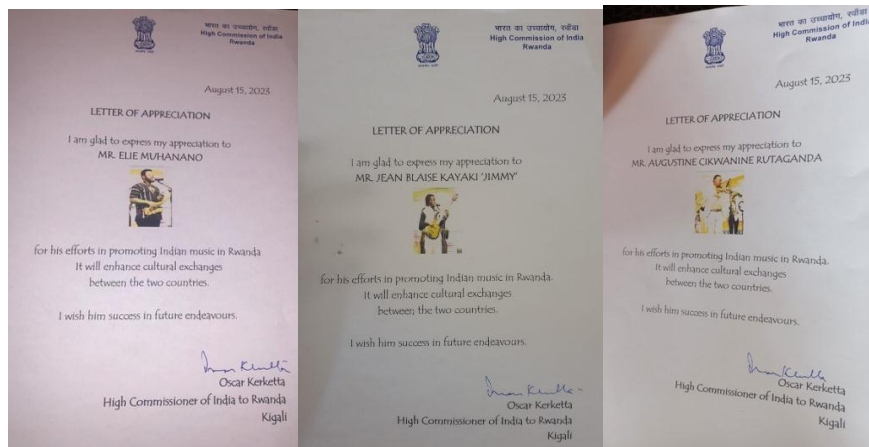 भारत का उच्चायोग, रवाँडा
High Commission of India
Rwanda
August 15, 2023
LETTER OF APPRECIATION
I am glad to express my appreciation to
MR. ELIE MUHANANO
for his efforts in promoting Indian music in Rwanda
It will enhance cultural exchanges
between the two countries.
I wish him success in future endeavours.
Oscar Kerketta
High Commissioner of India to Rwanda
Kigali
भारत का उच्चायोग, रवाँडा
High Commission of India
Rwanda
August 15, 2023
LETTER OF APPRECIATION
I am glad to express my appreciation to
MR. JEAN BLAISE KAYAKI 'JIMMY'
for his efforts in promoting Indian music in Rwanda.
It will enhance cultural exchanges
between the two countries.
I wish him success in future endeavours.
Oscar Kerketta
High Commissioner of India to Rwanda
Kigali
भारत का उच्चायोग, रवाँडा
High Commission of India
Rwanda
August 15, 2023
LETTER OF APPRECIATION
I am glad to express my appreciation to
MR. AUGUSTINE CIKWANINE RUTAGANDA
for his efforts in promoting Indian music in Rwanda.
It will enhance cultural exchanges
between the two countries.
I wish him success in future endeavours.
Oscar Kerketta
High Commissioner of India to Rwanda
Kigali